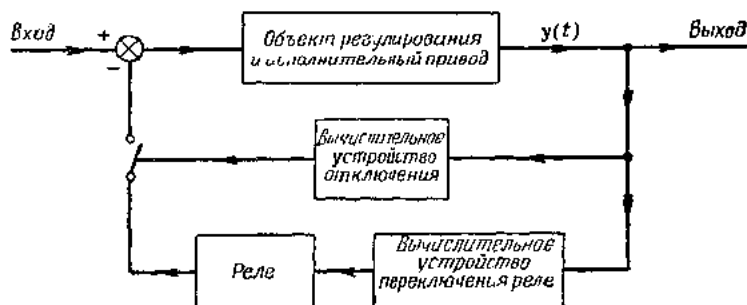 Вход
+
−
Объект регулирования
и исполнительный привод
y(t)
Выход
Вычислительное
устройство
отключения
Реле
Вычислительное
устройство
переключения реле